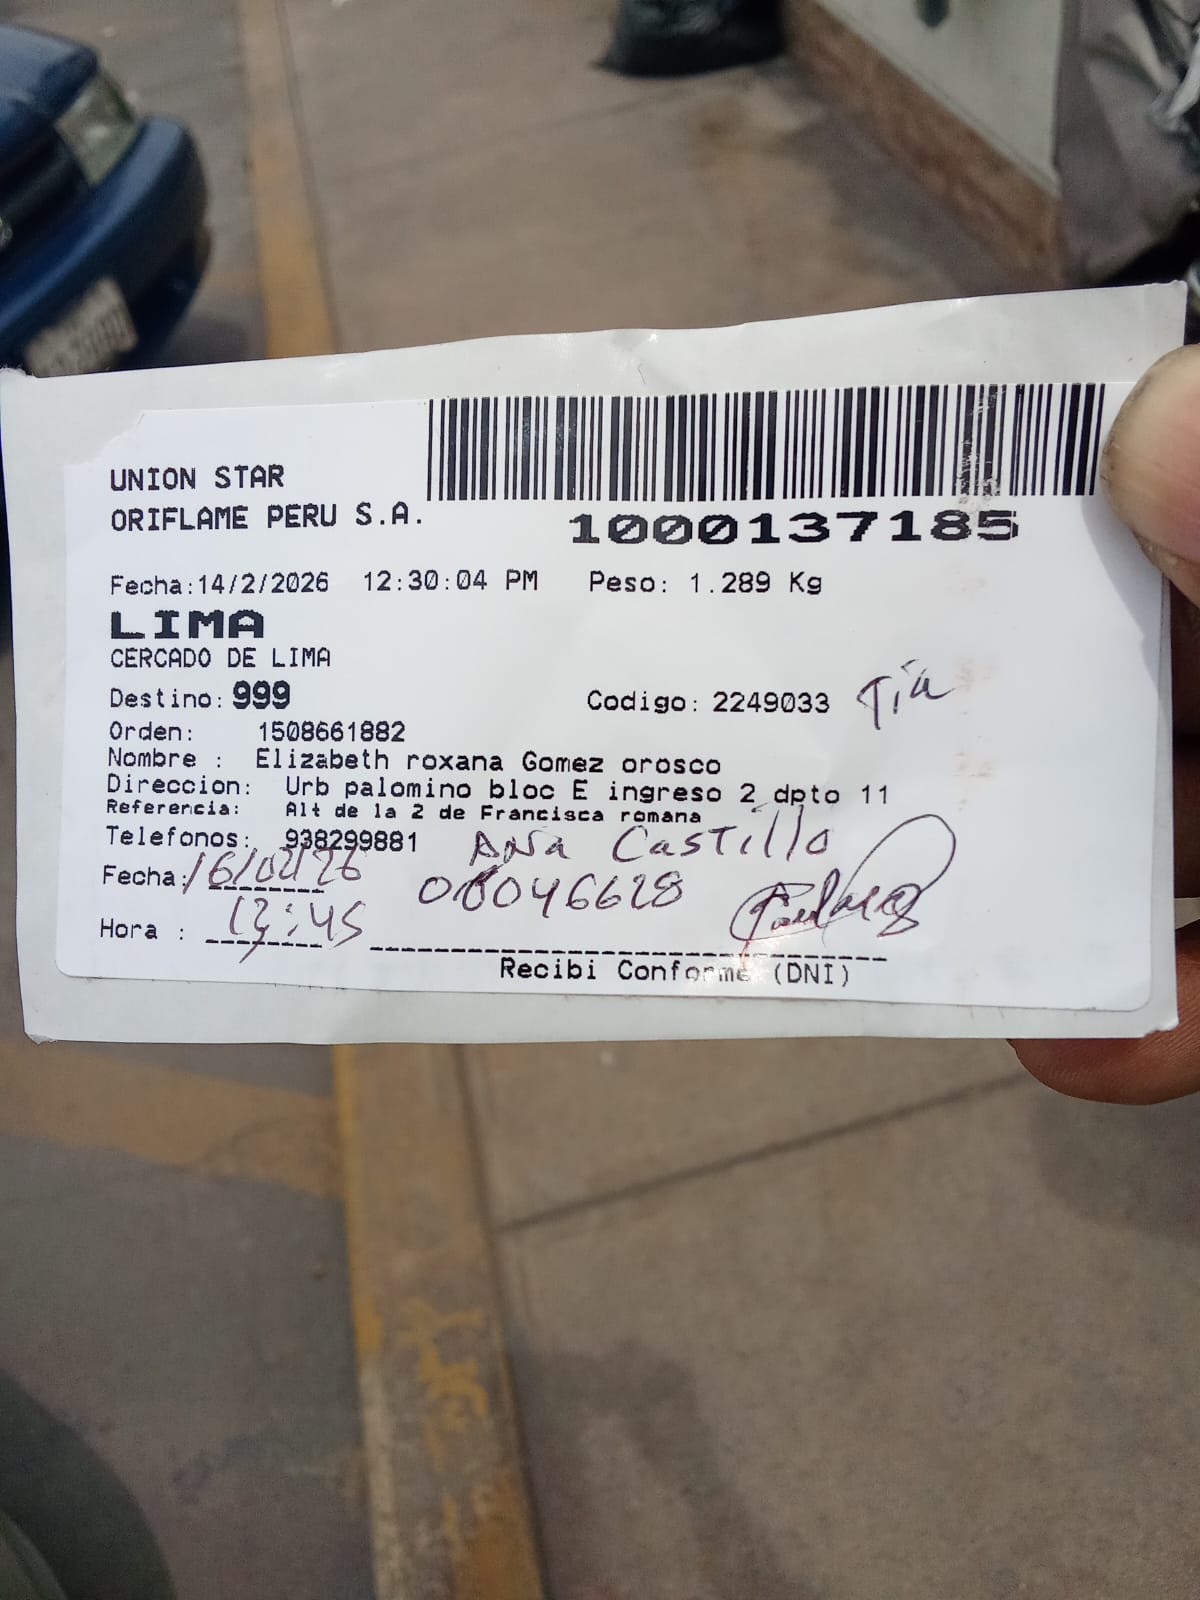 UNION STAR
ORIFLAME PERU S.A.
1000137185
Fecha:14/2/2026 12:30:04 PM Peso: 1.289 Kg
LIMA
CERCADO DE LIMA
Destino: 999 Codigo: 2249033 Tía
Orden: 1508661882
Nombre : Elizabeth roxana Gomez orosco
Direccion: Urb palomino bloc E ingreso 2 dpto 11
Referencia: Alt de la 2 de Francisca romana
Telefonos: 938299881 Ana Castillo
Fecha: 16/02/26 08046628
Hora :
Recibi Conforme (DNI)